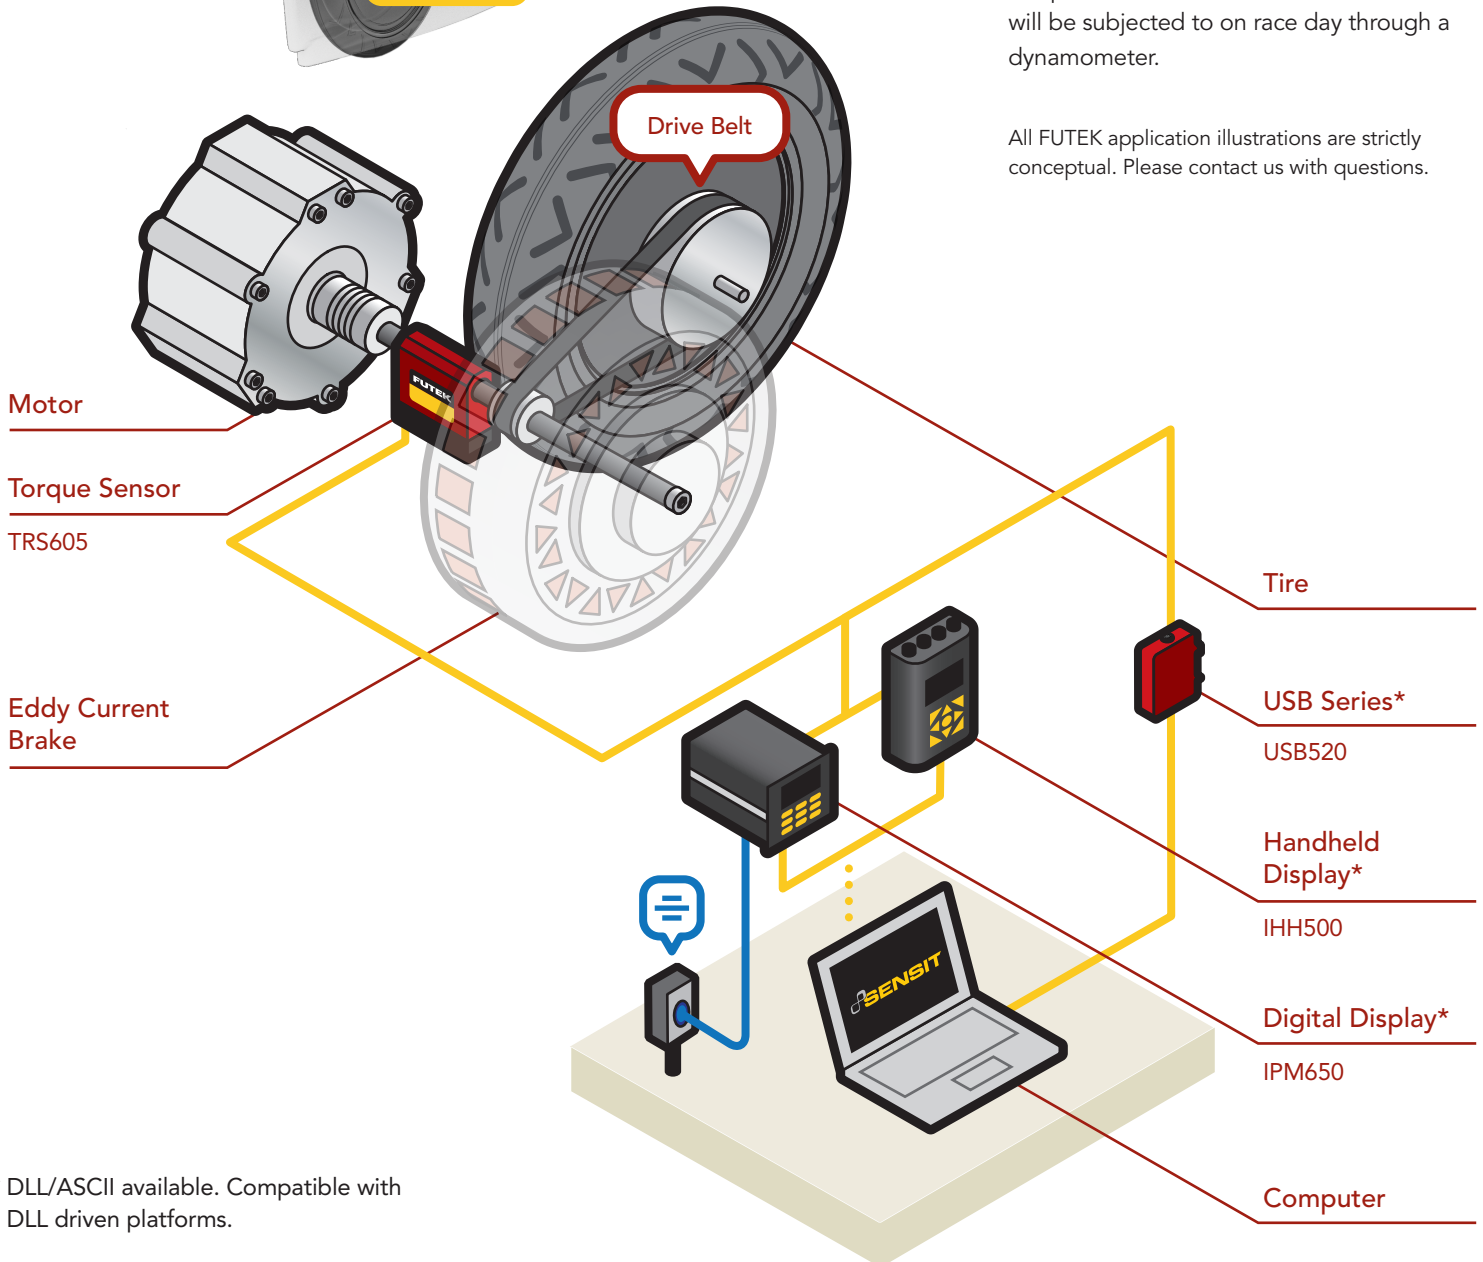 will be subjected to on race day through a
dynamometer.
All FUTEK application illustrations are strictly
conceptual. Please contact us with questions.
Drive Belt
FUTEK
Motor
Torque Sensor
TRS605
Eddy Current
Brake
Tire
USB Series*
USB520
Handheld
Display*
IHH500
Digital Display*
IPM650
Computer
SENSIT
DLL/ASCII available. Compatible with
DLL driven platforms.